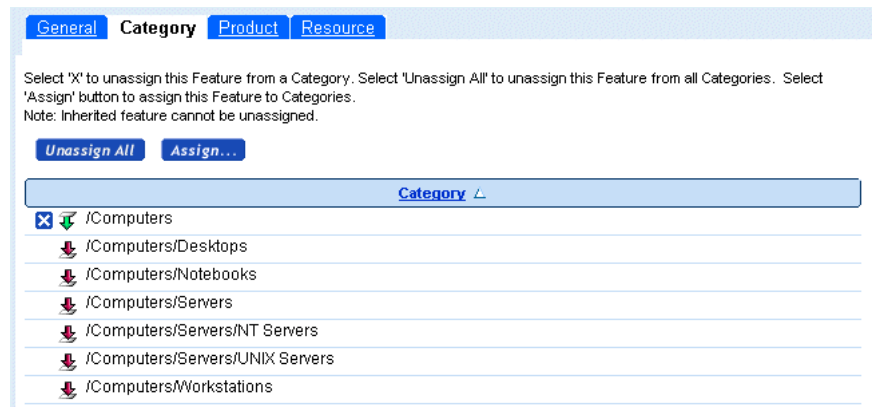 General Category Product Resource
Select 'X' to unassign this Feature from a Category. Select 'Unassign All' to unassign this Feature from all Categories. Select
'Assign' button to assign this Feature to Categories.
Note: Inherited feature cannot be unassigned.
Unassign All Assign...
Category
/Computers
/Computers/Desktops
/Computers/Notebooks
/Computers/Servers
/Computers/Servers/NT Servers
/Computers/Servers/UNIX Servers
/Computers/Workstations